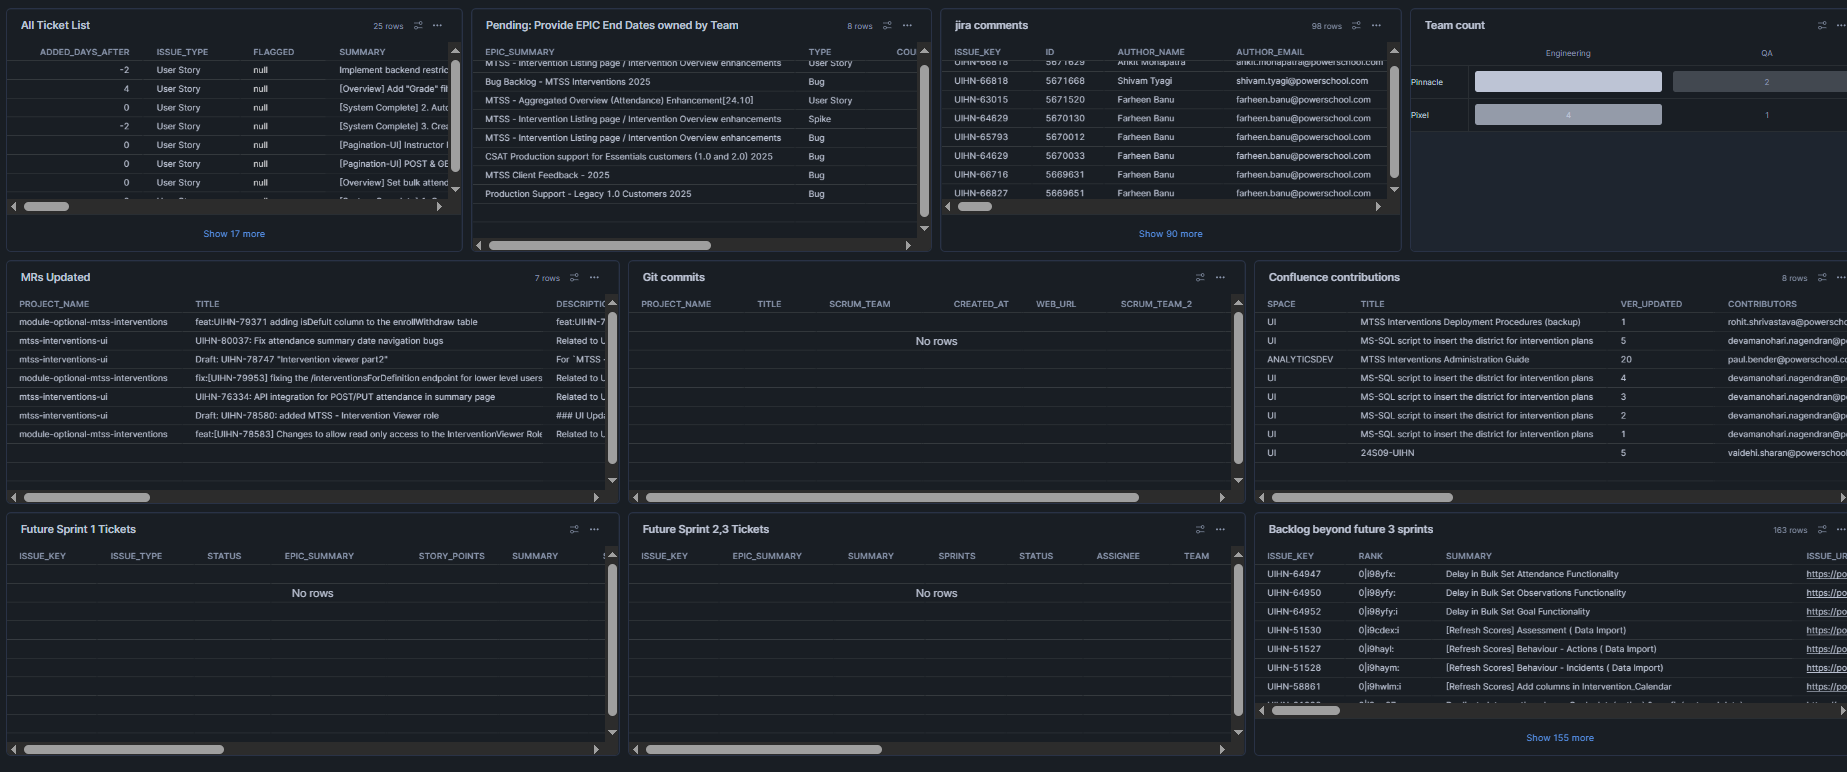 All Ticket List
25 rows
ADDED_DAYS_AFTER ISSUE_TYPE FLAGGED SUMMARY
-2 User Story null Implement backend restric
4 User Story null [Overview] Add "Grade" fil
0 User Story null [System Complete] 2. Auto
-2 User Story null [System Complete] 3. Crea
0 User Story null [Pagination-UI] Instructor l
0 User Story null [Pagination-UI] POST & GE
0 User Story null [Overview] Set bulk attend
Show 17 more
Pending: Provide EPIC End Dates owned by Team
8 rows
EPIC_SUMMARY TYPE COU
MTSS - Intervention Listing page / Intervention Overview enhancements User Story
Bug Backlog - MTSS Interventions 2025 Bug
MTSS - Aggregated Overview (Attendance) Enhancement[24.10] User Story
MTSS - Intervention Listing page / Intervention Overview enhancements Spike
MTSS - Intervention Listing page / Intervention Overview enhancements Bug
CSAT Production support for Essentials customers (1.0 and 2.0) 2025 Bug
MTSS Client Feedback - 2025 Bug
Production Support - Legacy 1.0 Customers 2025 Bug
jira comments
98 rows
ISSUE_KEY ID AUTHOR_NAME AUTHOR_EMAIL
UIHN-66818 5671629 Ankit Mohapatra ankit.mohapatra@powerschool.com
UIHN-66818 5671668 Shivam Tyagi shivam.tyagi@powerschool.com
UIHN-63015 5671520 Farheen Banu farheen.banu@powerschool.com
UIHN-64629 5670130 Farheen Banu farheen.banu@powerschool.com
UIHN-65793 5670012 Farheen Banu farheen.banu@powerschool.com
UIHN-64629 5670033 Farheen Banu farheen.banu@powerschool.com
UIHN-66716 5669631 Farheen Banu farheen.banu@powerschool.com
UIHN-66827 5669651 Farheen Banu farheen.banu@powerschool.com
Show 90 more
Team count
Engineering QA
Pinnacle 2
Pixel 4 1
MRs Updated
7 rows
PROJECT_NAME TITLE DESCRIPTIO
module-optional-mtss-interventions feat:UIHN-79371 adding isDefult column to the enrollWithdraw table feat:UIHN-7
mtss-interventions-ui UIHN-80037: Fix attendance summary date navigation bugs Related to U
mtss-interventions-ui Draft: UIHN-78747 "Intervention viewer part2" For `MTSS -
module-optional-mtss-interventions fix:[UIHN-79953] fixing the /interventionsForDefinition endpoint for lower level users Related to U
mtss-interventions-ui UIHN-76334: API integration for POST/PUT attendance in summary page Related to U
mtss-interventions-ui Draft: UIHN-78580: added MTSS - Intervention Viewer role ### UI Upda
module-optional-mtss-interventions feat:[UIHN-78583] Changes to allow read only access to the InterventionViewer Role Related to U
Git commits
PROJECT_NAME TITLE SCRUM_TEAM CREATED_AT WEB_URL SCRUM_TEAM_2
No rows
Confluence contributions
8 rows
SPACE TITLE VER_UPDATED CONTRIBUTORS
UI MTSS Interventions Deployment Procedures (backup) 1 rohit.shrivastava@powerscho
UI MS-SQL script to insert the district for intervention plans 5 devamanohari.nagendran@p
ANALYTICSDEV MTSS Interventions Administration Guide 20 paul.bender@powerschool.co
UI MS-SQL script to insert the district for intervention plans 4 devamanohari.nagendran@p
UI MS-SQL script to insert the district for intervention plans 3 devamanohari.nagendran@p
UI MS-SQL script to insert the district for intervention plans 2 devamanohari.nagendran@p
UI MS-SQL script to insert the district for intervention plans 1 devamanohari.nagendran@p
UI 24S09-UIHN 5 vaidehi.sharan@powerschool
Future Sprint 1 Tickets
ISSUE_KEY ISSUE_TYPE STATUS EPIC_SUMMARY STORY_POINTS SUMMARY
No rows
Future Sprint 2,3 Tickets
ISSUE_KEY EPIC_SUMMARY SUMMARY SPRINTS STATUS ASSIGNEE TEAM
No rows
Backlog beyond future 3 sprints
163 rows
ISSUE_KEY RANK SUMMARY ISSUE_UR
UIHN-64947 0|i98yfx: Delay in Bulk Set Attendance Functionality https://po
UIHN-64950 0|i98yfy: Delay in Bulk Set Observations Functionality https://po
UIHN-64952 0|i98yfy:i Delay in Bulk Set Goal Functionality https://po
UIHN-51530 0|i9cdex:i [Refresh Scores] Assessment ( Data Import) https://po
UIHN-51527 0|i9hayl: [Refresh Scores] Behaviour - Actions ( Data Import) https://po
UIHN-51528 0|i9haym: [Refresh Scores] Behaviour - Incidents ( Data Import) https://po
UIHN-58861 0|i9hwlm:i [Refresh Scores] Add columns in Intervention_Calendar https://po
Show 155 more